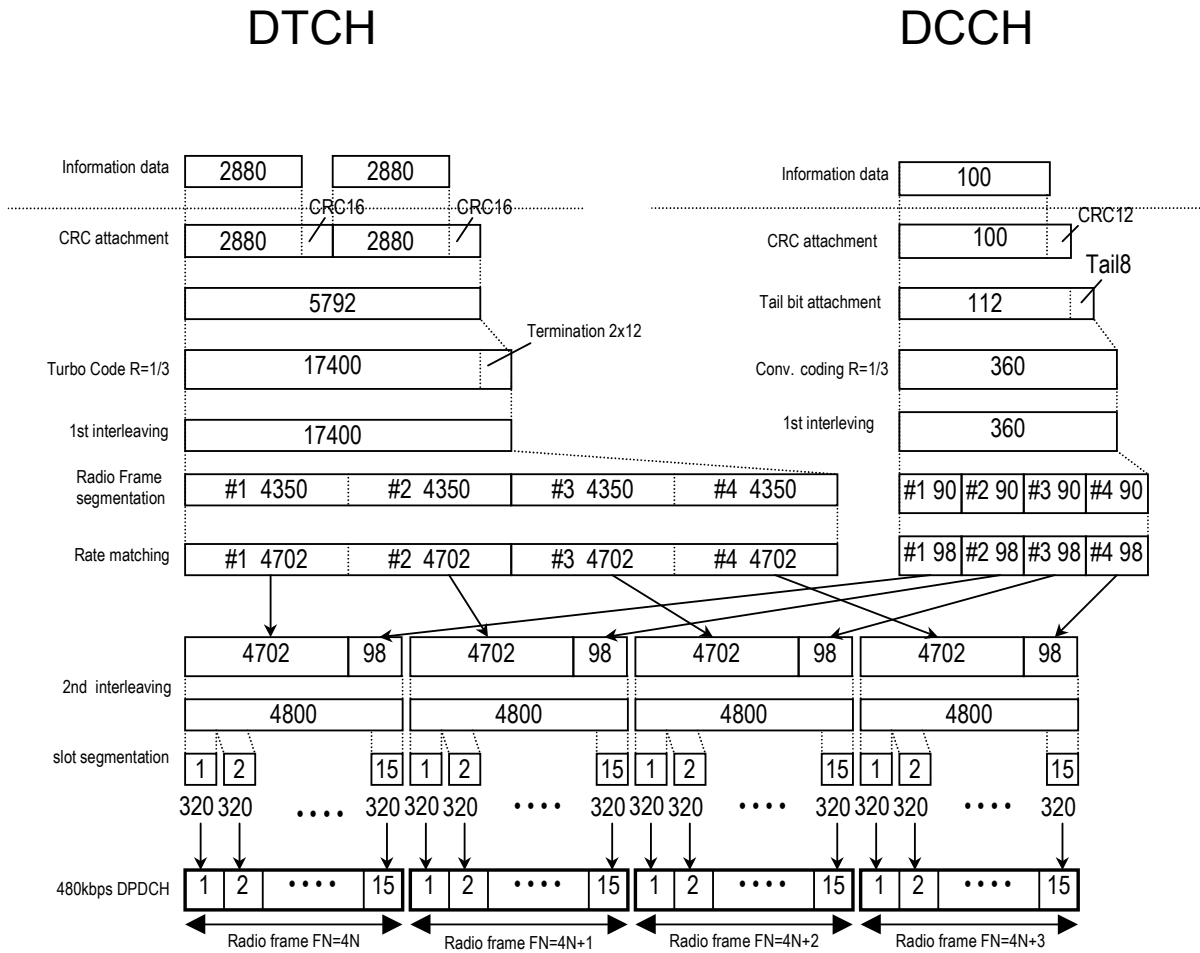 DTCH DCCH
Information data 2880 2880
Information data 100
CRC16 CRC16
CRC12
CRC attachment 2880 2880
CRC attachment 100
Tail8
5792
Tail bit attachment 112
Termination 2x12
Turbo Code R=1/3 17400
Conv. coding R=1/3 360
1st interleaving 17400
1st interleving 360
Radio Frame
segmentation
#1 4350 #2 4350 #3 4350 #4 4350
#1 90 #2 90 #3 90 #4 90
Rate matching #1 4702 #2 4702 #3 4702 #4 4702
#1 98 #2 98 #3 98 #4 98
4702 98 4702 98 4702 98 4702 98
2nd interleaving
4800 4800 4800 4800
slot segmentation 1 2 15 1 2 15 1 2 15 1 2 15
320 320 •••• 320 320 320 •••• 320 320 320 •••• 320 320 320 •••• 320
480kbps DPDCH 1 2 •••• 15 1 2 •••• 15 1 2 •••• 15 1 2 •••• 15
Radio frame FN=4N Radio frame FN=4N+1 Radio frame FN=4N+2 Radio frame FN=4N+3